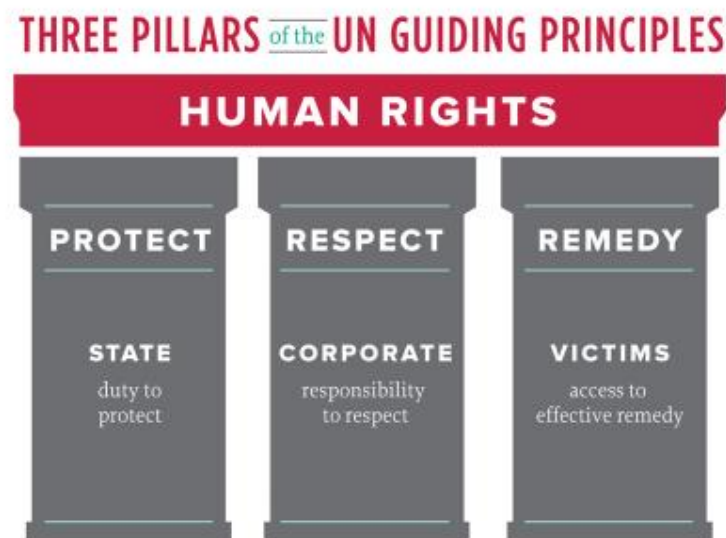 THREE PILLARS of the UN GUIDING PRINCIPLES
HUMAN RIGHTS
PROTECT
STATE
duty to
protect
RESPECT
CORPORATE
responsibility
to respect
REMEDY
VICTIMS
access to
effective remedy